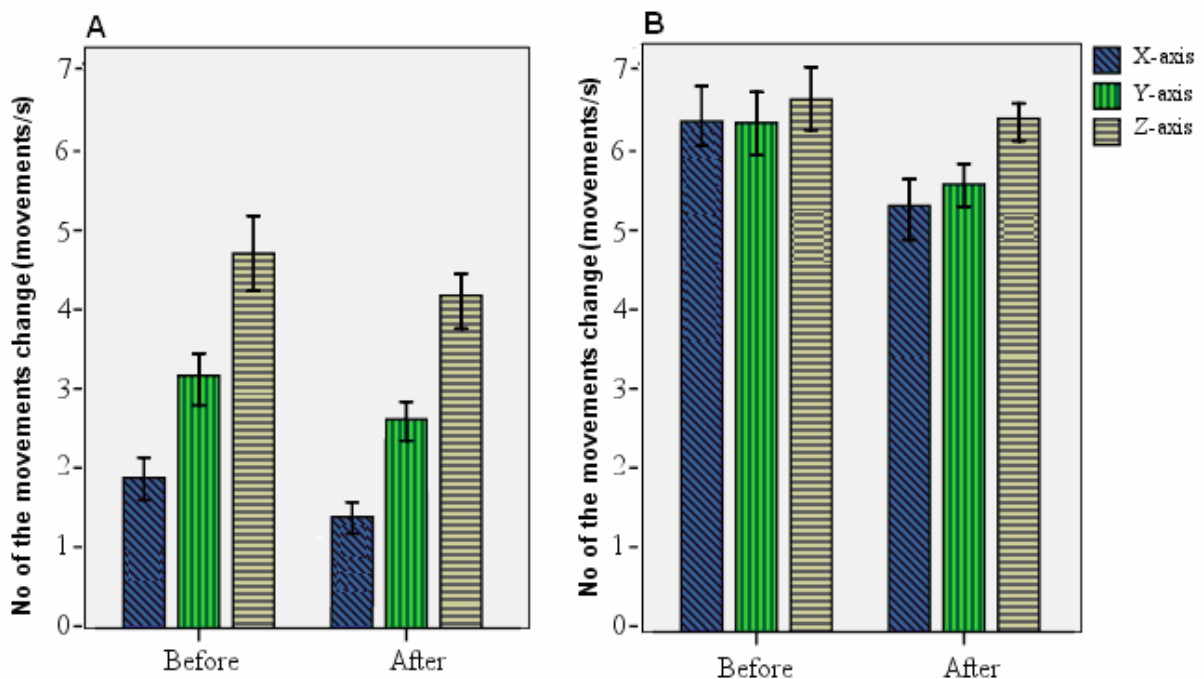 A
No of the movements change (movements/s)
7
6
5
4
3
2
1
0
Before After
B
No of the movements change (movements/s)
7
6
5
4
3
2
1
0
Before After
X-axis
Y-axis
Z-axis